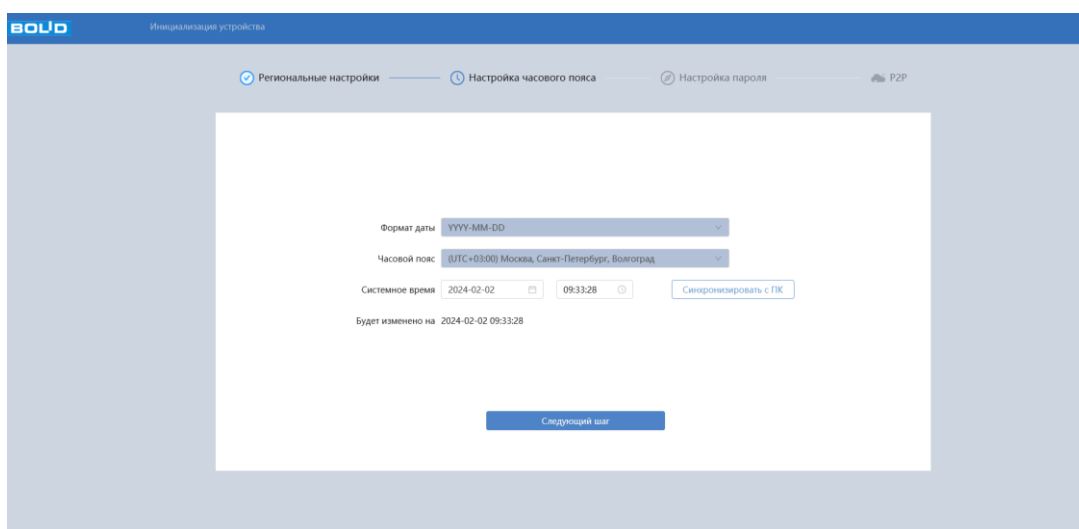 BOLID Инициализация устройства
Региональные настройки Настройка часового пояса Настройка пароля P2P
Формат даты YYYY-MM-DD
Часовой пояс (UTC+03:00) Москва, Санкт-Петербург, Волгоград
Системное время 2024-02-02 09:33:28 Синхронизировать с ПК
Будет изменено на 2024-02-02 09:33:28
Следующий шаг